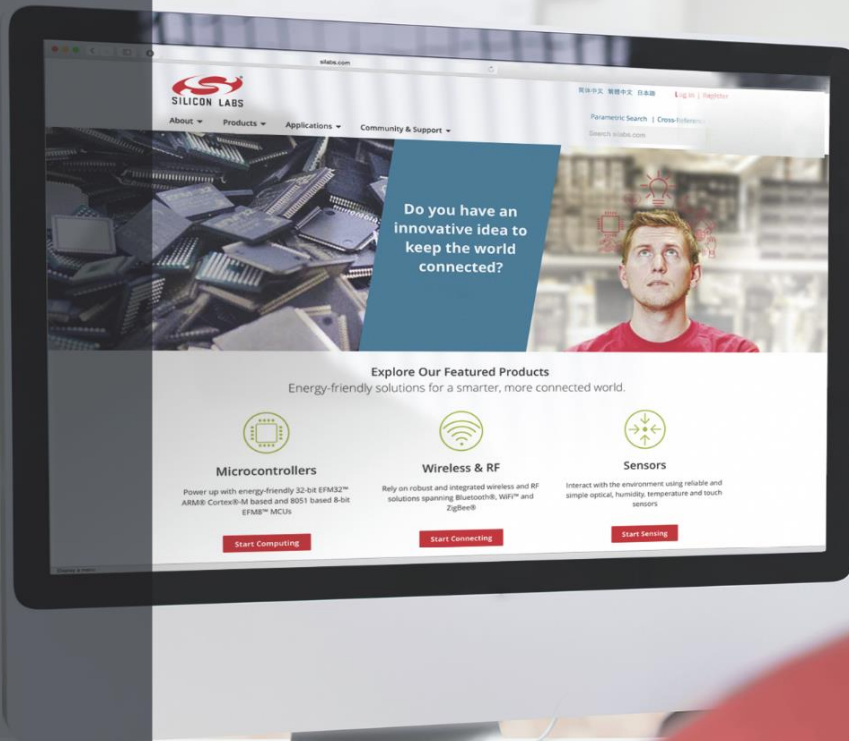 silabs.com
简体中文 繁體中文 日本語 Log In | Register
SILICON LABS
About Products Applications Community & Support
Parametric Search | Cross-Reference
Search silabs.com
Do you have an
innovative idea to
keep the world
connected?
Explore Our Featured Products
Energy-friendly solutions for a smarter, more connected world.
Microcontrollers
Power up with energy-friendly 32-bit EFM32™
ARM® Cortex®-M based and 8051 based 8-bit
EFM8™ MCUs
Start Computing
Wireless & RF
Rely on robust and integrated wireless and RF
solutions spanning Bluetooth®, WiFi™ and
ZigBee®
Start Connecting
Sensors
Interact with the environment using reliable and
simple optical, humidity, temperature and touch
sensors
Start Sensing
Display a menu